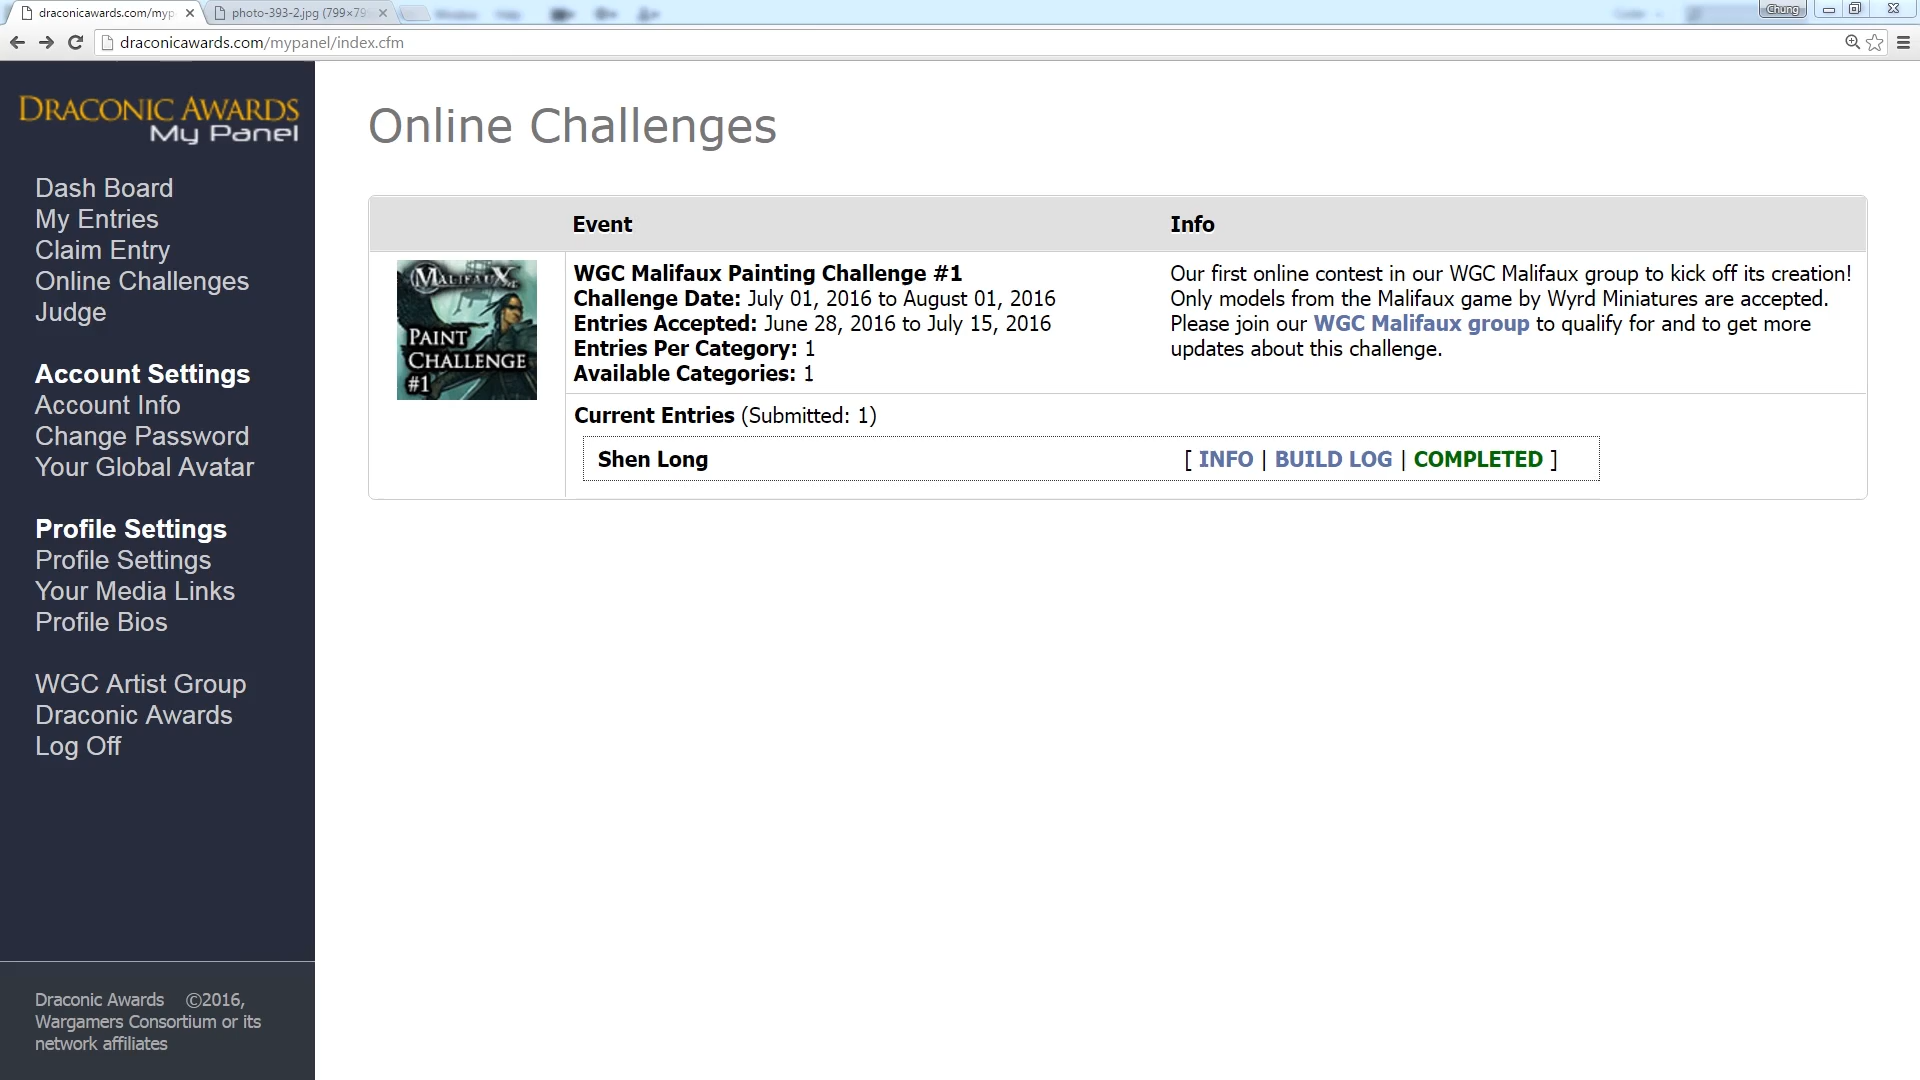 draconicawards.com/myp
photo-393-2.jpg (799×79
Chung
draconicawards.com/mypanel/index.cfm
DRACONIC AWARDS
My Panel
Dash Board
My Entries
Claim Entry
Online Challenges
Judge
Account Settings
Account Info
Change Password
Your Global Avatar
Profile Settings
Profile Settings
Your Media Links
Profile Bios
WGC Artist Group
Draconic Awards
Log Off
Draconic Awards ©2016,
Wargamers Consortium or its
network affiliates
Online Challenges
Event
Info
MALIFAUX
PAINT
CHALLENGE
#1
WGC Malifaux Painting Challenge #1
Challenge Date: July 01, 2016 to August 01, 2016
Entries Accepted: June 28, 2016 to July 15, 2016
Entries Per Category: 1
Available Categories: 1
Our first online contest in our WGC Malifaux group to kick off its creation!
Only models from the Malifaux game by Wyrd Miniatures are accepted.
Please join our WGC Malifaux group to qualify for and to get more
updates about this challenge.
Current Entries (Submitted: 1)
Shen Long
[ INFO | BUILD LOG | COMPLETED ]